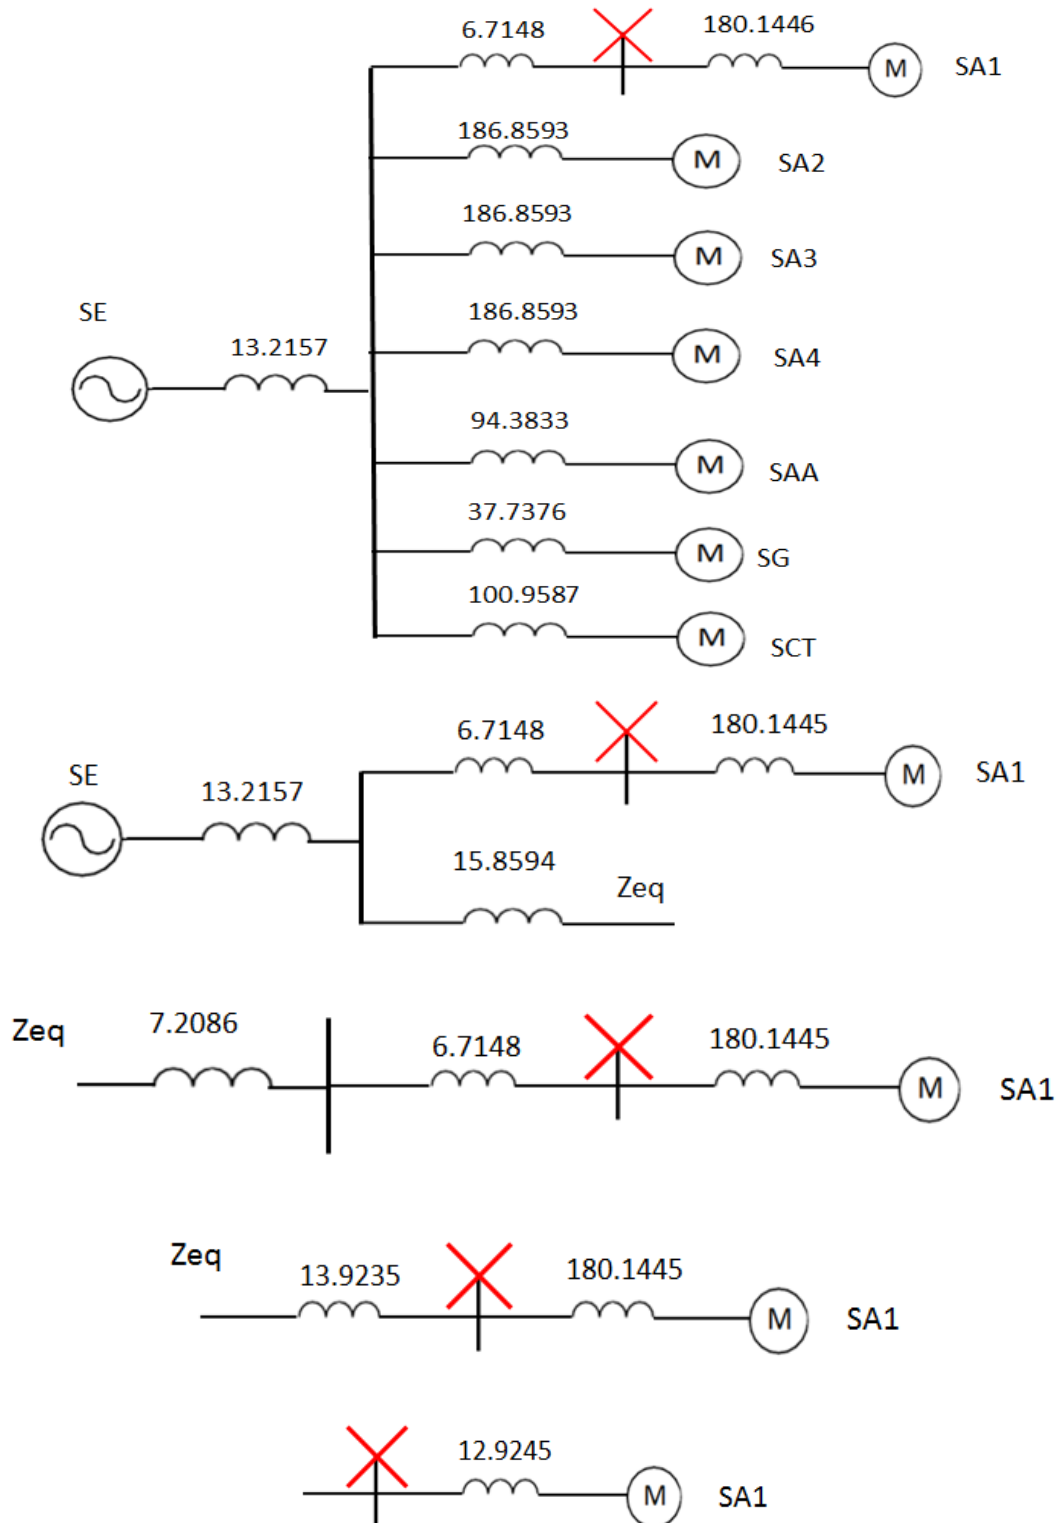 6.7148 180.1446
M SA1
186.8593
M SA2
186.8593
M SA3
SE
186.8593
13.2157
M SA4
94.3833
M SAA
37.7376
M SG
100.9587
M SCT
6.7148 180.1445
SE
M SA1
13.2157
15.8594
Zeq
7.2086
Zeq
6.7148 180.1445
M SA1
Zeq
13.9235 180.1445
M SA1
12.9245
M SA1